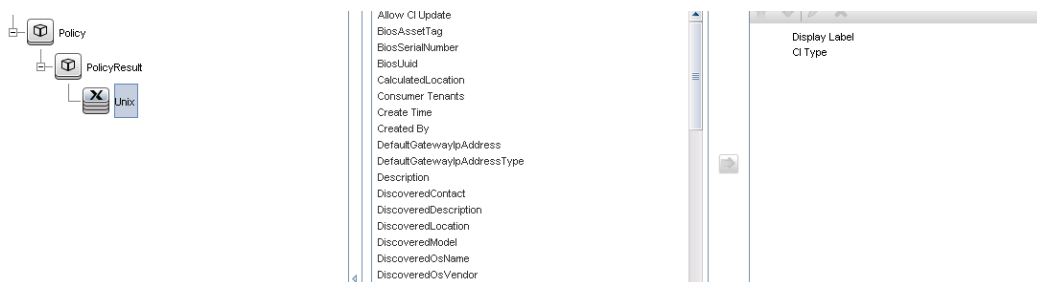 Policy
PolicyResult
Unix
Allow CI Update
BiosAssetTag
BiosSerialNumber
BiosUuid
CalculatedLocation
Consumer Tenants
Create Time
Created By
DefaultGatewayIpAddress
DefaultGatewayIpAddressType
Description
DiscoveredContact
DiscoveredDescription
DiscoveredLocation
DiscoveredModel
DiscoveredOsName
DiscoveredOsVendor
Display Label
CI Type